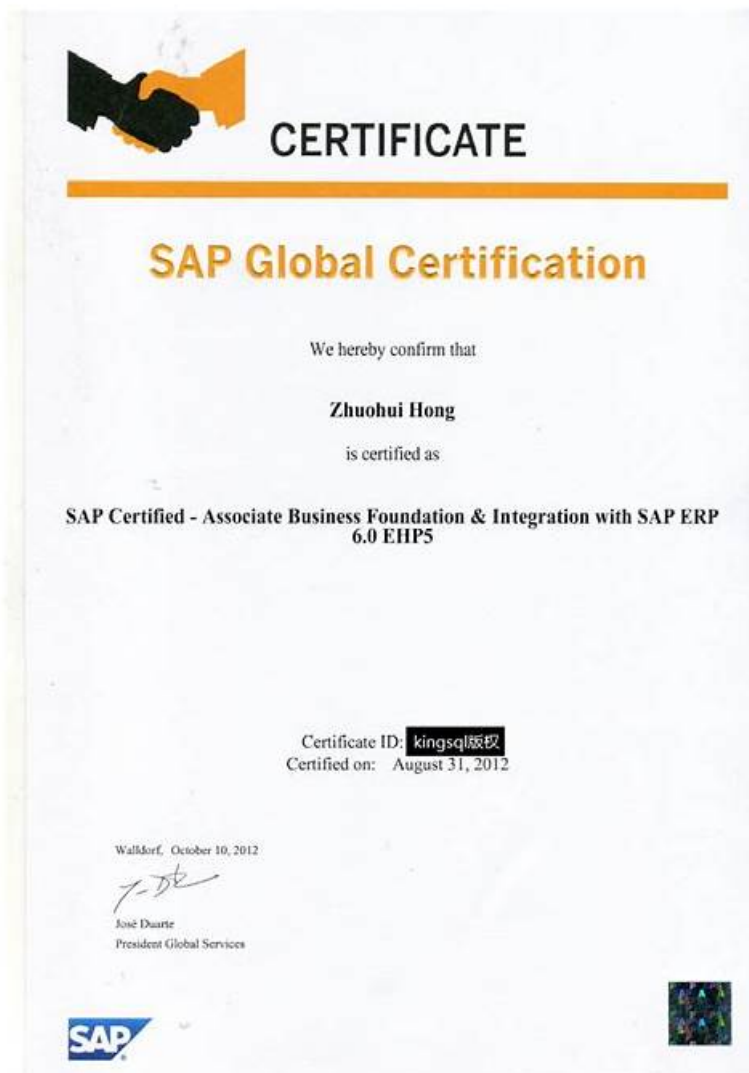 CERTIFICATE
SAP Global Certification
We hereby confirm that
Zhuohui Hong
is certified as
SAP Certified - Associate Business Foundation & Integration with SAP ERP
6.0 EHP5
Certificate ID: kingsql版权
Certified on: August 31, 2012
Walldorf, October 10, 2012
José Duarte
President Global Services
SAP